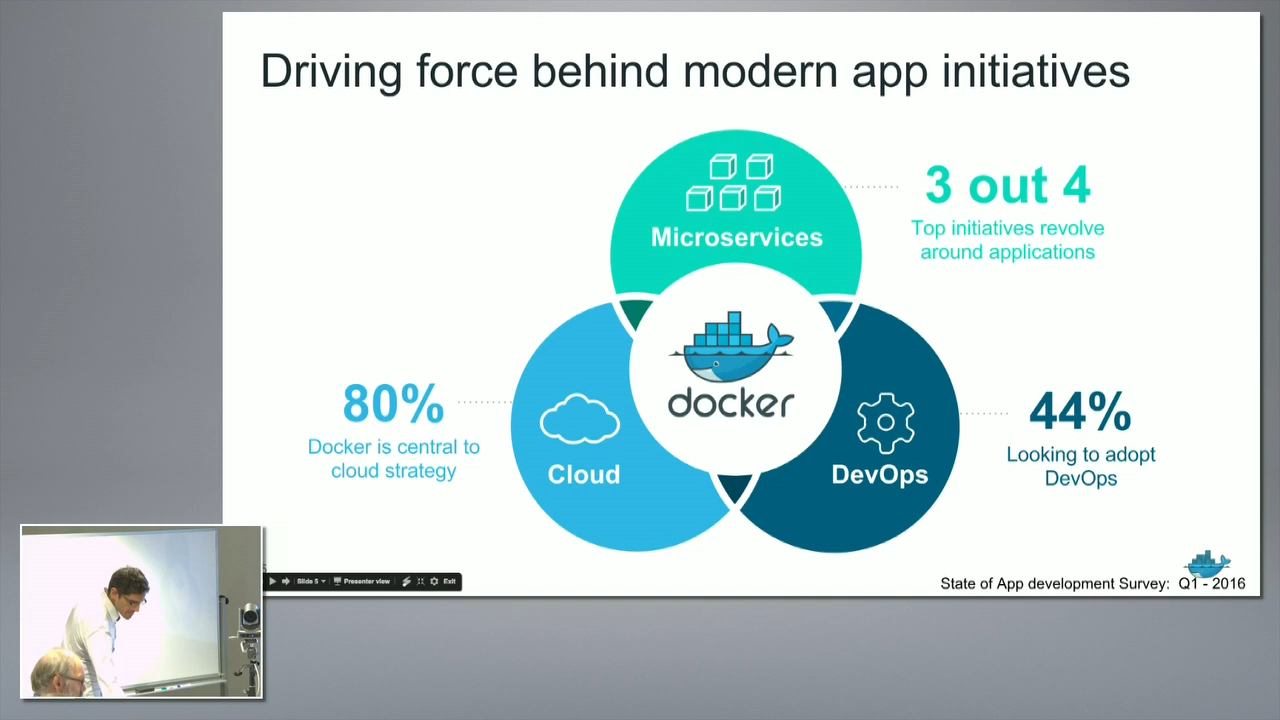 Driving force behind modern app initiatives
Microservices
3 out 4
Top initiatives revolve
around applications
docker
80%
Docker is central to
cloud strategy
Cloud
DevOps
44%
Looking to adopt
DevOps
Slide 5
Presenter view
Exit
State of App development Survey: Q1 - 2016